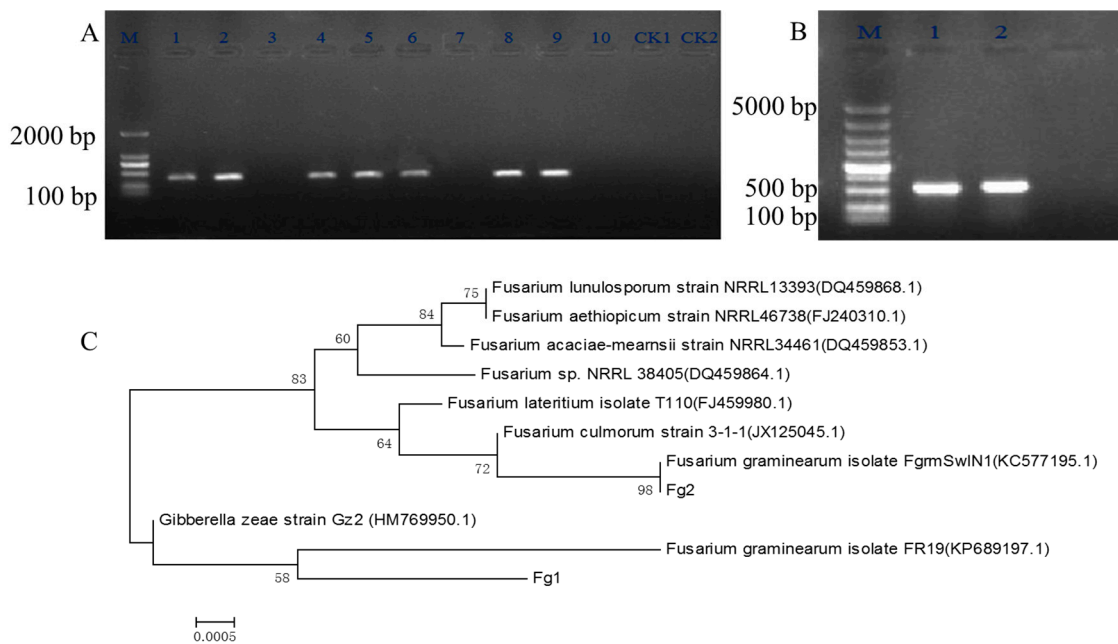 A
M 1 2 3 4 5 6 7 8 9 10 CK1 CK2
2000 bp
100 bp
B
M 1 2
5000 bp
500 bp
100 bp
C
75
Fusarium lunulosporum strain NRRL13393(DQ459868.1)
Fusarium aethiopicum strain NRRL46738(FJ240310.1)
84
Fusarium acaciae-mearnsii strain NRRL34461(DQ459853.1)
60
Fusarium sp. NRRL 38405(DQ459864.1)
83
Fusarium lateritium isolate T110(FJ459980.1)
64
Fusarium culmorum strain 3-1-1(JX125045.1)
72
Fusarium graminearum isolate FgrmSwIN1(KC577195.1)
98
Fg2
Gibberella zeae strain Gz2 (HM769950.1)
Fusarium graminearum isolate FR19(KP689197.1)
58
Fg1
0.0005